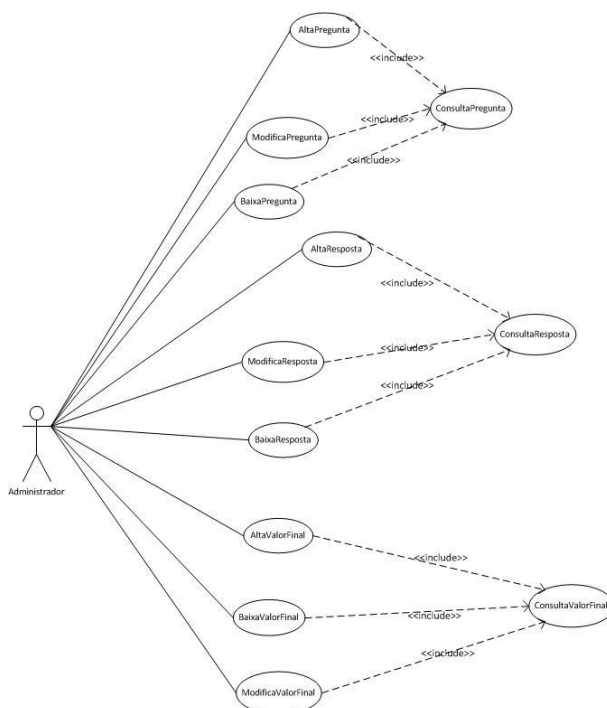 AltaPregunta
<<include>>
ConsultaPregunta
<<include>>
ModificaPregunta
<<include>>
BaixaPregunta
AltaResposta
<<include>>
ConsultaResposta
<<include>>
ModificaResposta
<<include>>
BaixaResposta
Administrador
AltaValorFinal
<<include>>
ConsultaValorFinal
BaixaValorFinal
<<include>>
<<include>>
ModificaValorFinal